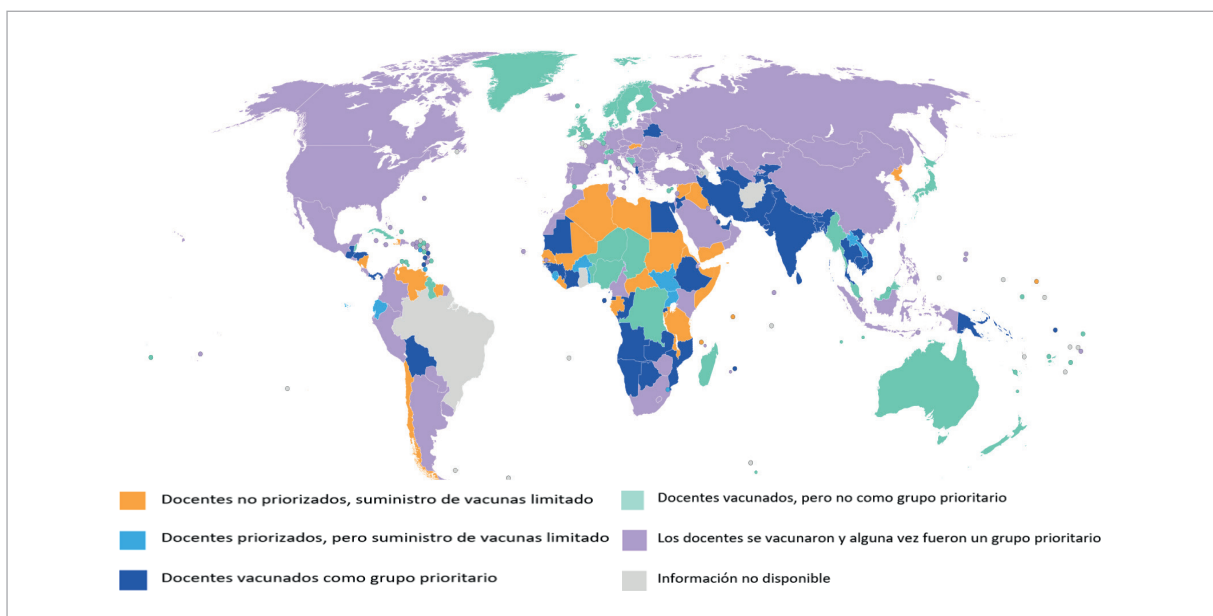 Docentes no priorizados, suministro de vacunas limitado
Docentes priorizados, pero suministro de vacunas limitado
Docentes vacunados como grupo prioritario
Docentes vacunados, pero no como grupo prioritario
Los docentes se vacunaron y alguna vez fueron un grupo prioritario
Información no disponible